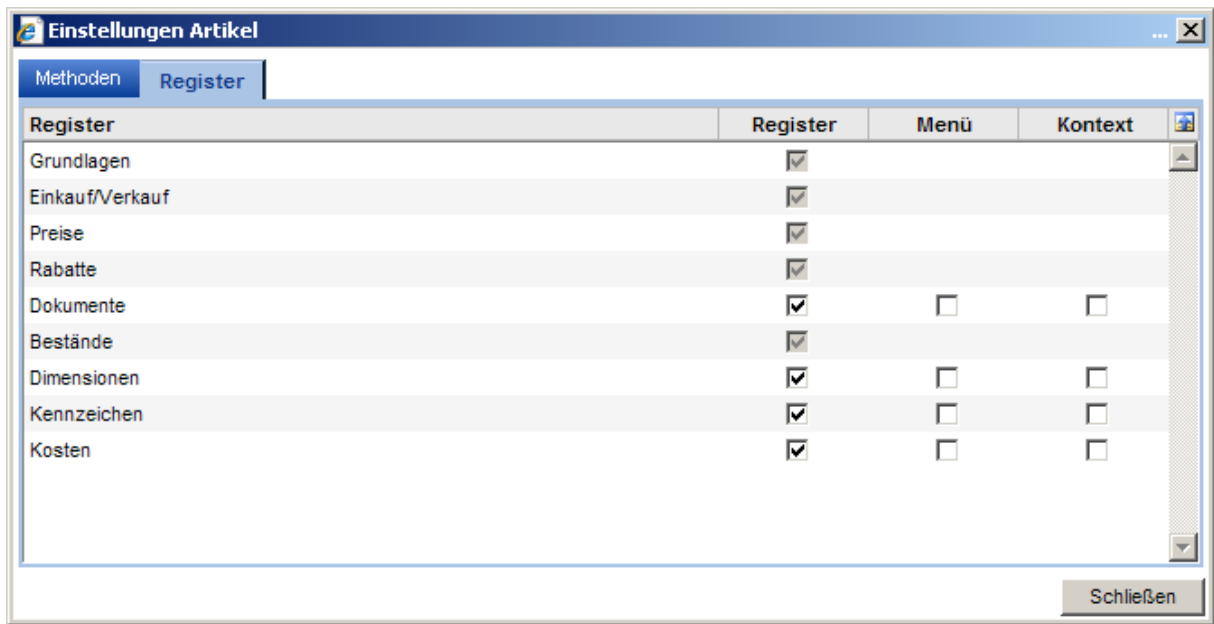 Einstellungen Artikel ...
Methoden Register
Register Register Menü Kontext
Grundlagen
Einkauf/Verkauf
Preise
Rabatte
Dokumente
Bestände
Dimensionen
Kennzeichen
Kosten
Schließen